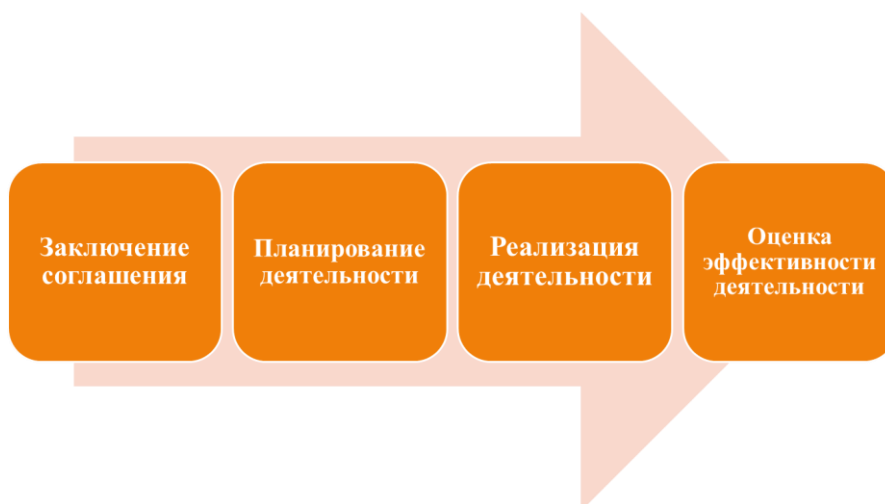 Заключение
соглашения
Планирование
деятельности
Реализация
деятельности
Оценка
эффективности
деятельности